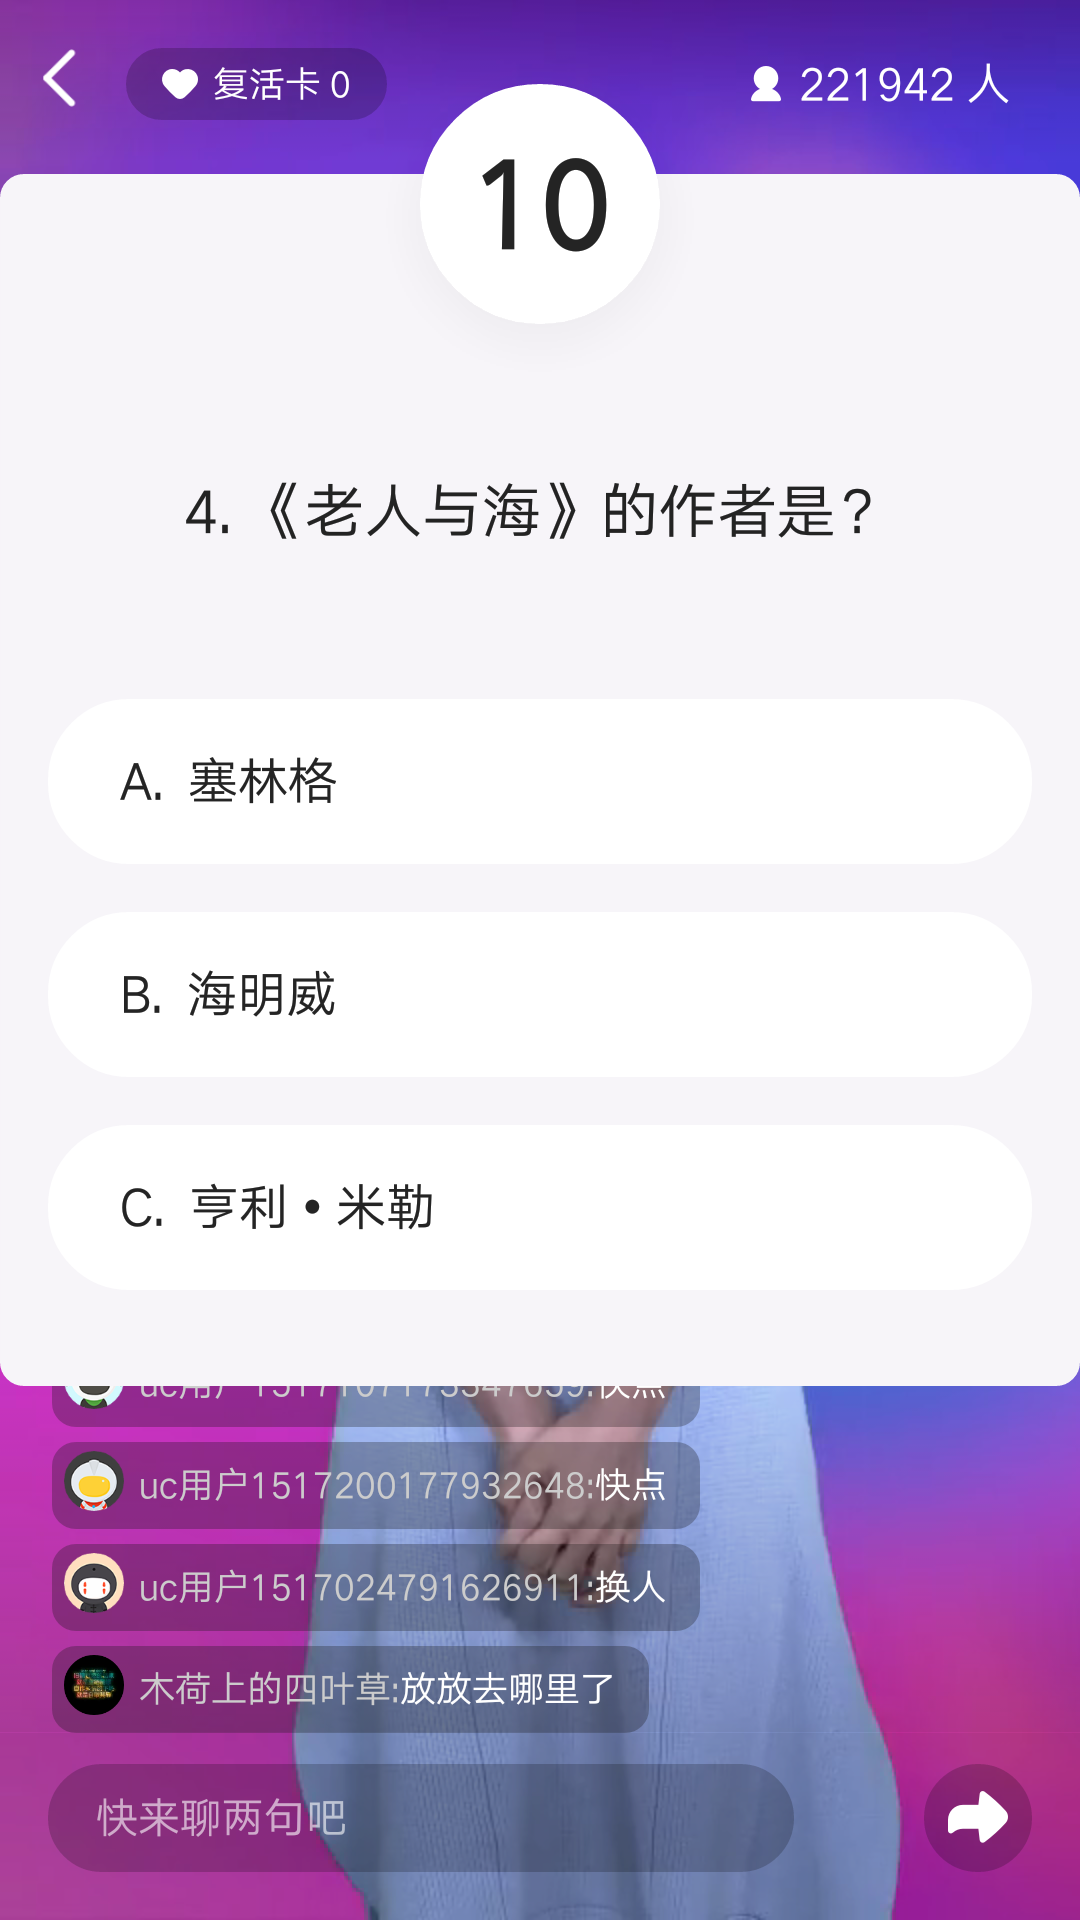 复活卡 0
221942 人
10
4.《老人与海》的作者是?
A. 塞林格
B. 海明威
C. 亨利•米勒
uc用户1517200177932648:快点
uc用户1517024791626911:换人
木荷上的四叶草:放放去哪里了
快来聊两句吧